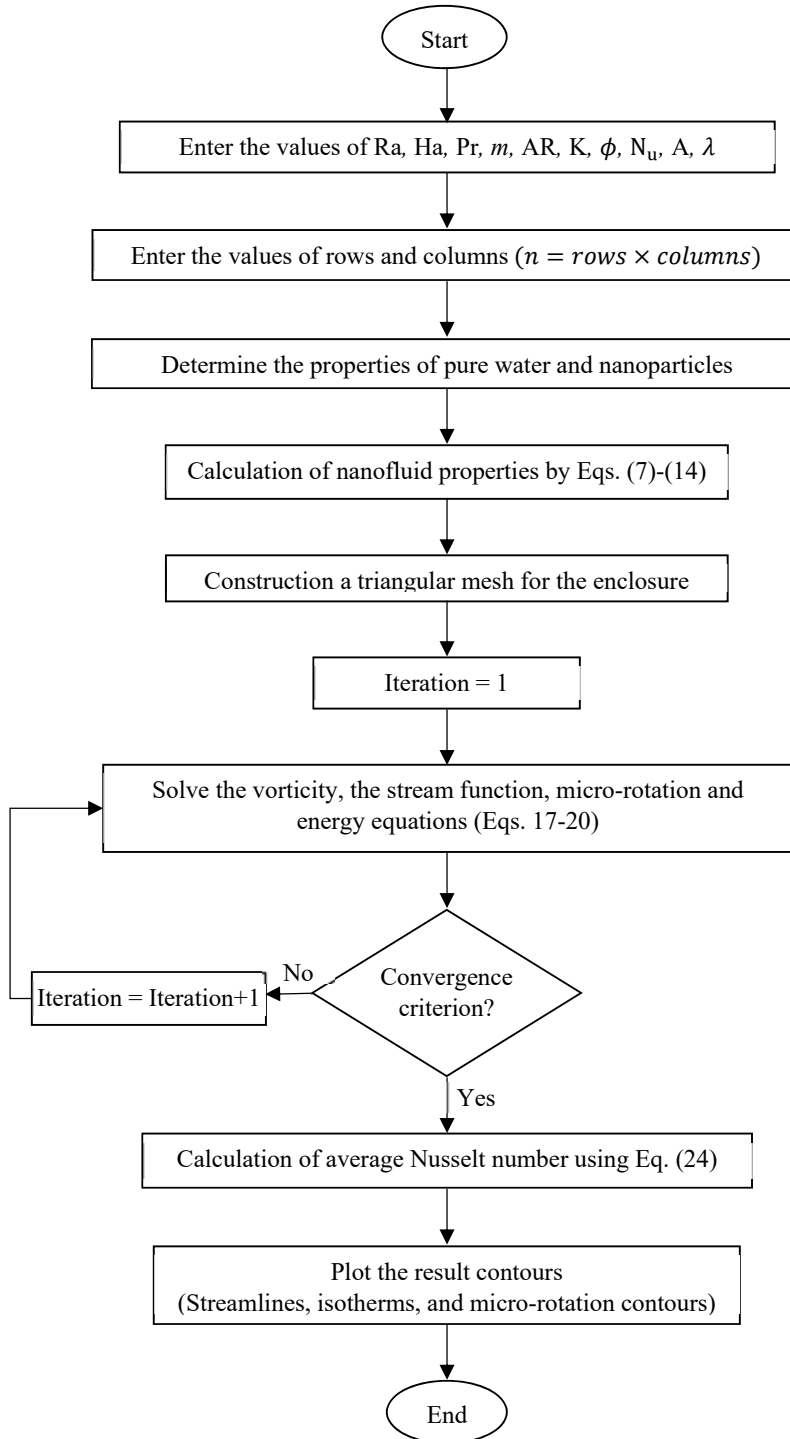 Start
Enter the values of Ra, Ha, Pr, m, AR, K, ϕ, Nu, A, λ
Enter the values of rows and columns (n = rows × columns)
Determine the properties of pure water and nanoparticles
Calculation of nanofluid properties by Eqs. (7)-(14)
Construction a triangular mesh for the enclosure
Iteration = 1
Solve the vorticity, the stream function, micro-rotation and
energy equations (Eqs. 17-20)
Convergence
criterion?
No
Iteration = Iteration+1
Yes
Calculation of average Nusselt number using Eq. (24)
Plot the result contours
(Streamlines, isotherms, and micro-rotation contours)
End